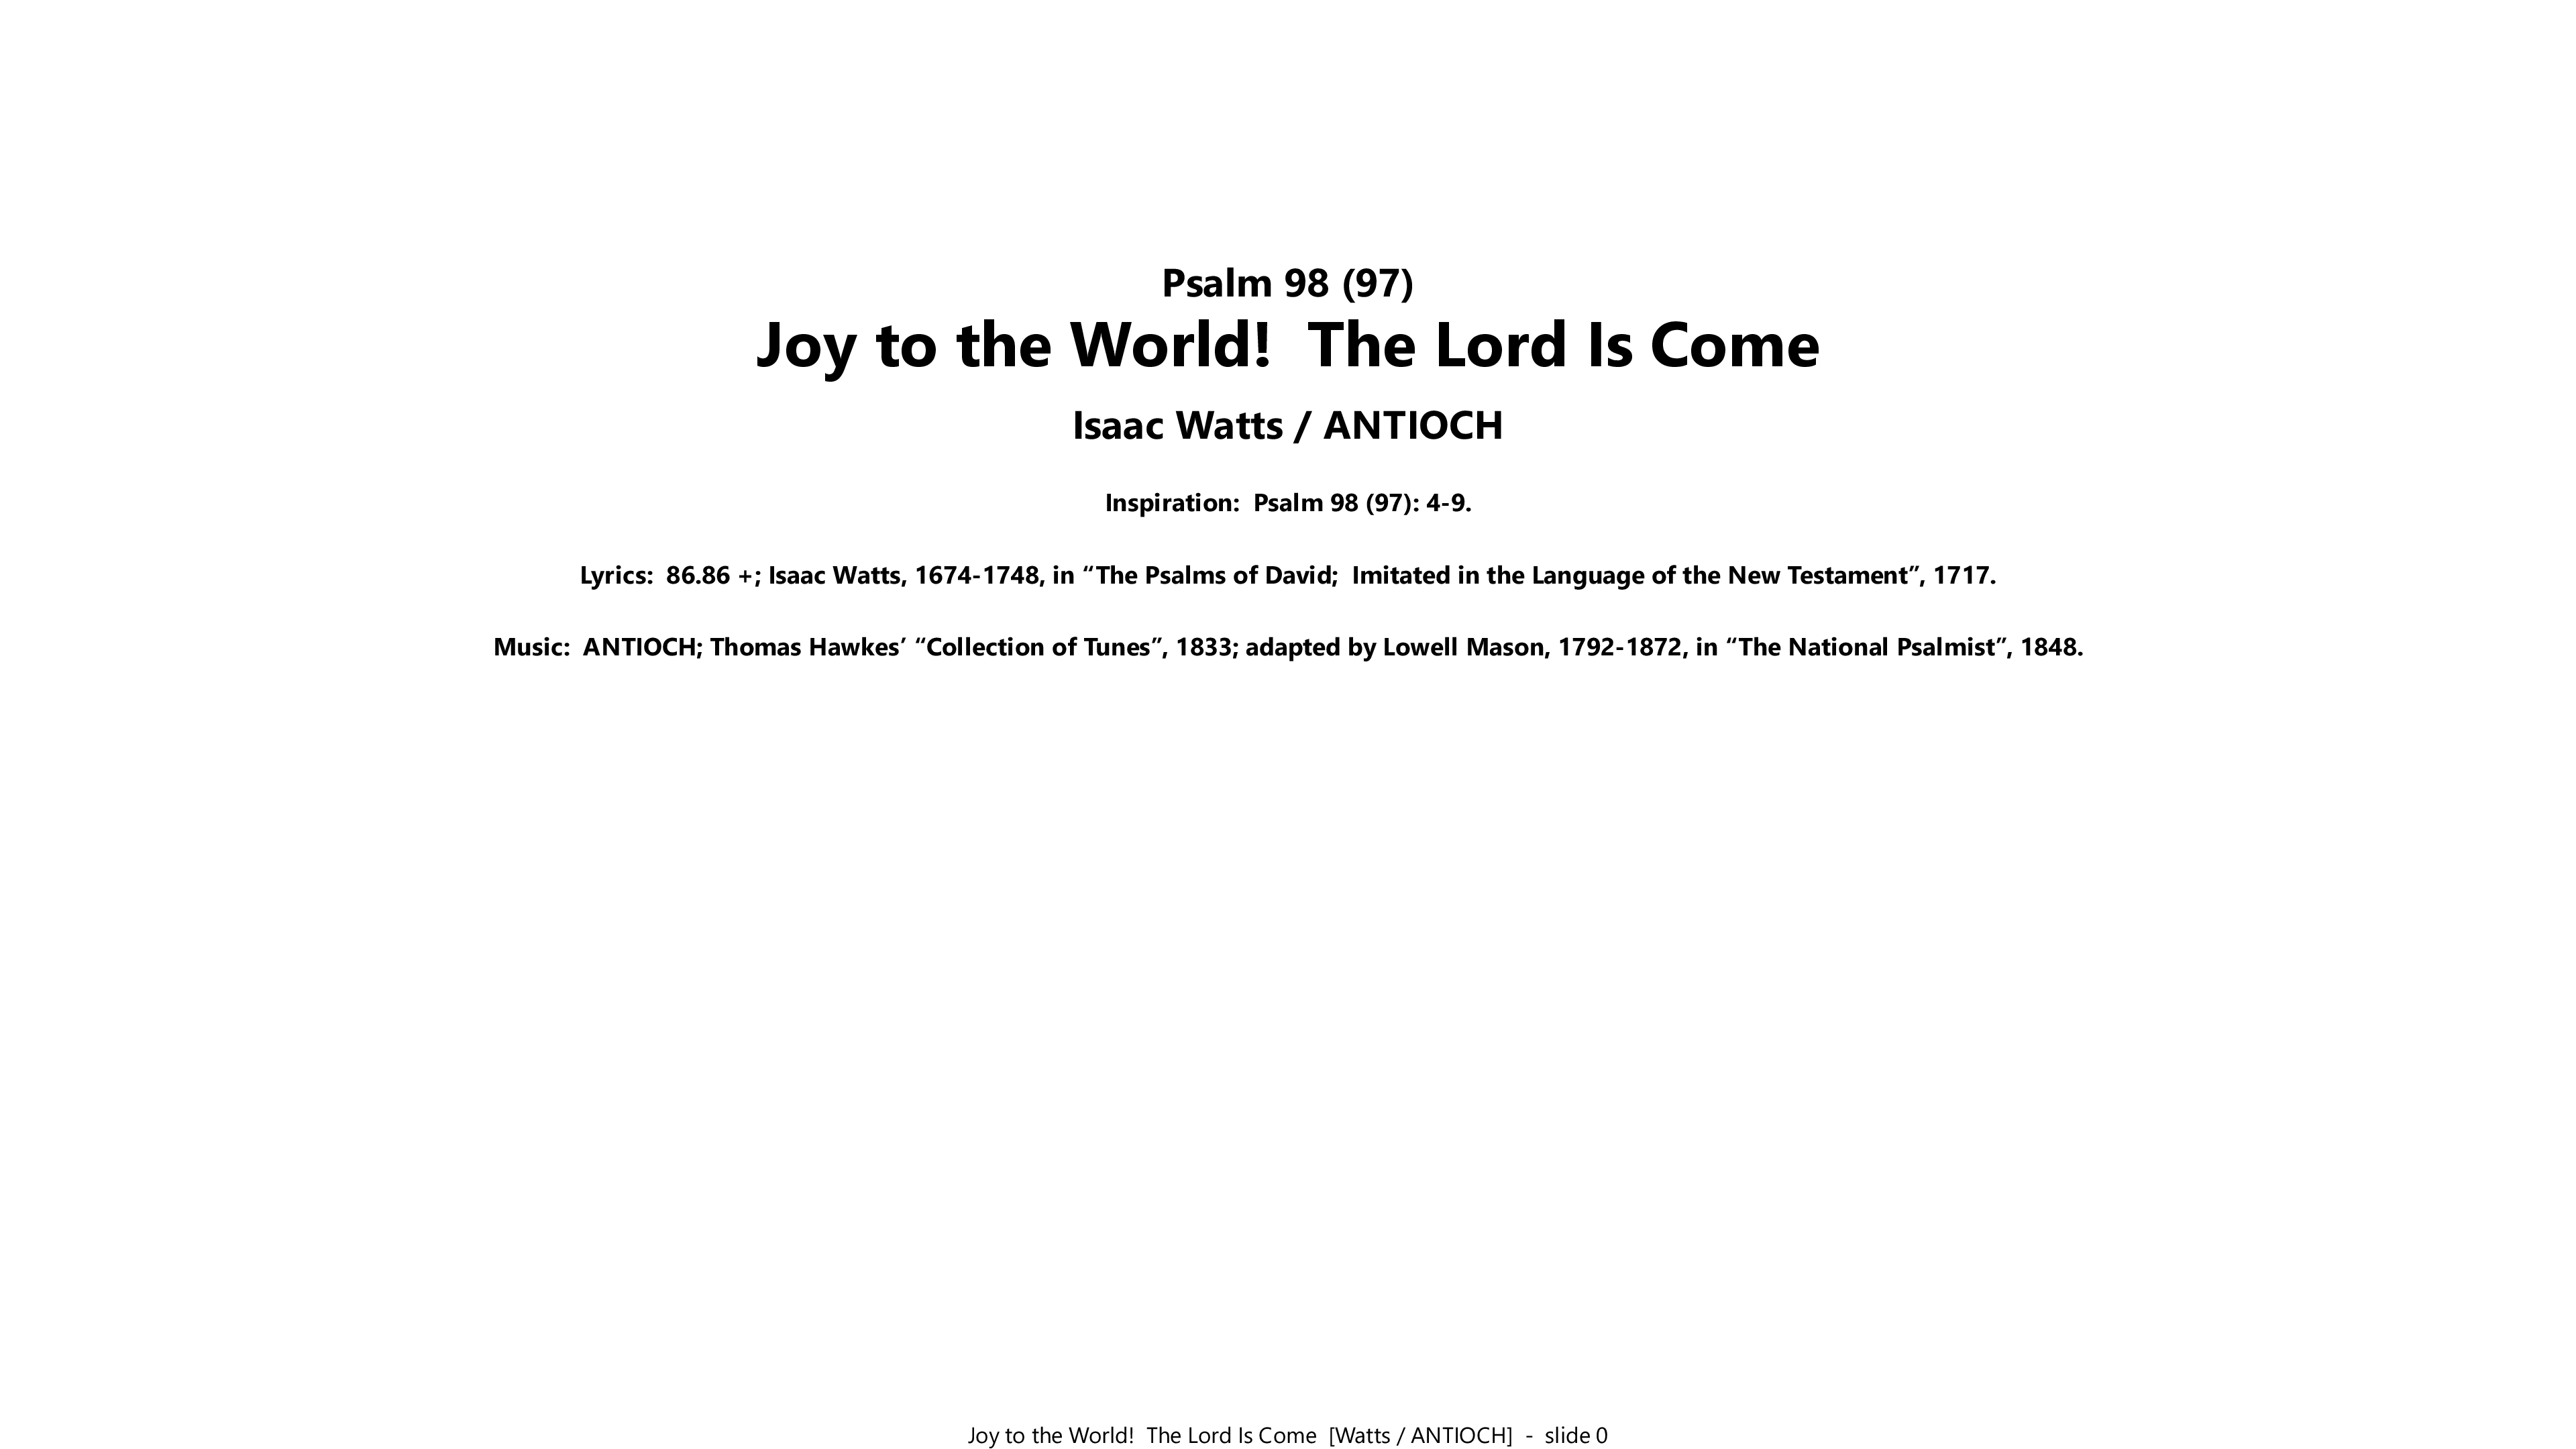 Psalm 98 (97)
Joy to the World!  The Lord Is Come
Isaac Watts / ANTIOCH
Inspiration:  Psalm 98 (97): 4-9.
Lyrics:  86.86 +; Isaac Watts, 1674-1748, in “The Psalms of David;  Imitated in the Language of the New Testament”, 1717.
Music:  ANTIOCH; Thomas Hawkes’ “Collection of Tunes”, 1833; adapted by Lowell Mason, 1792-1872, in “The National Psalmist”, 1848.
Joy to the World!  The Lord Is Come  [Watts / ANTIOCH]  -  slide 0